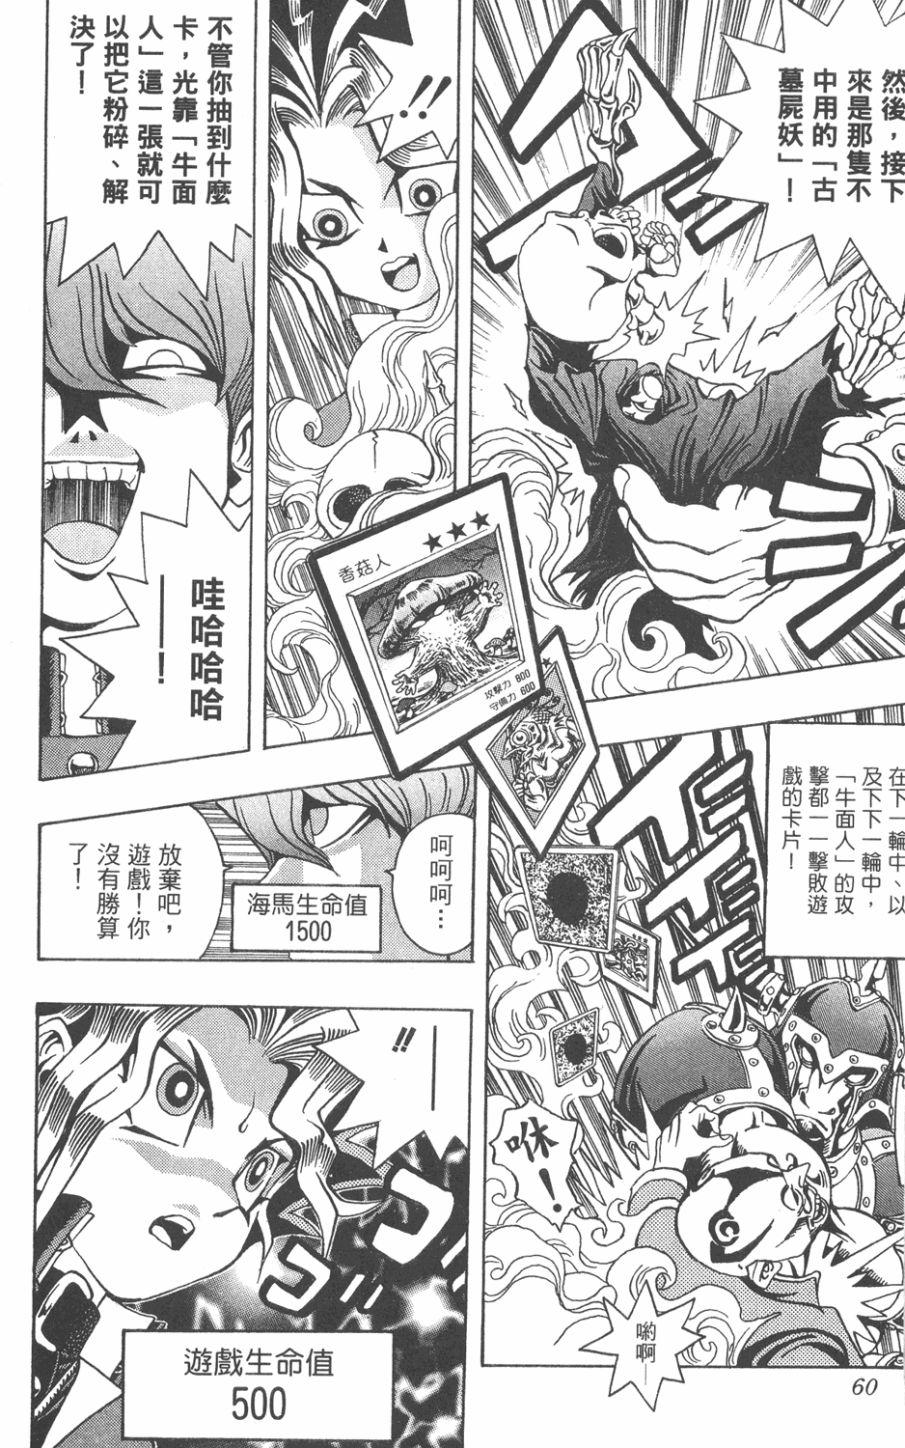 然後，接下
來是那隻不
中用的「古
墓屍妖」！
!!
不管你抽到什麼
卡，光靠「牛面
人」這一張就可
以把它粉碎、解
決了！
哇哈哈哈
——！
香菇人
★★★
攻擊力 800
守備力 600
在下一輪中、以
及下下一輪中，
「牛面人」的攻
擊都一一擊敗遊
戲的卡片！
咻！
喲啊—
呵呵呵…
海馬生命值
1500
放棄吧，
遊戲！你
沒有勝算
了！
—!!
ゴゴ
遊戲生命值
500
60